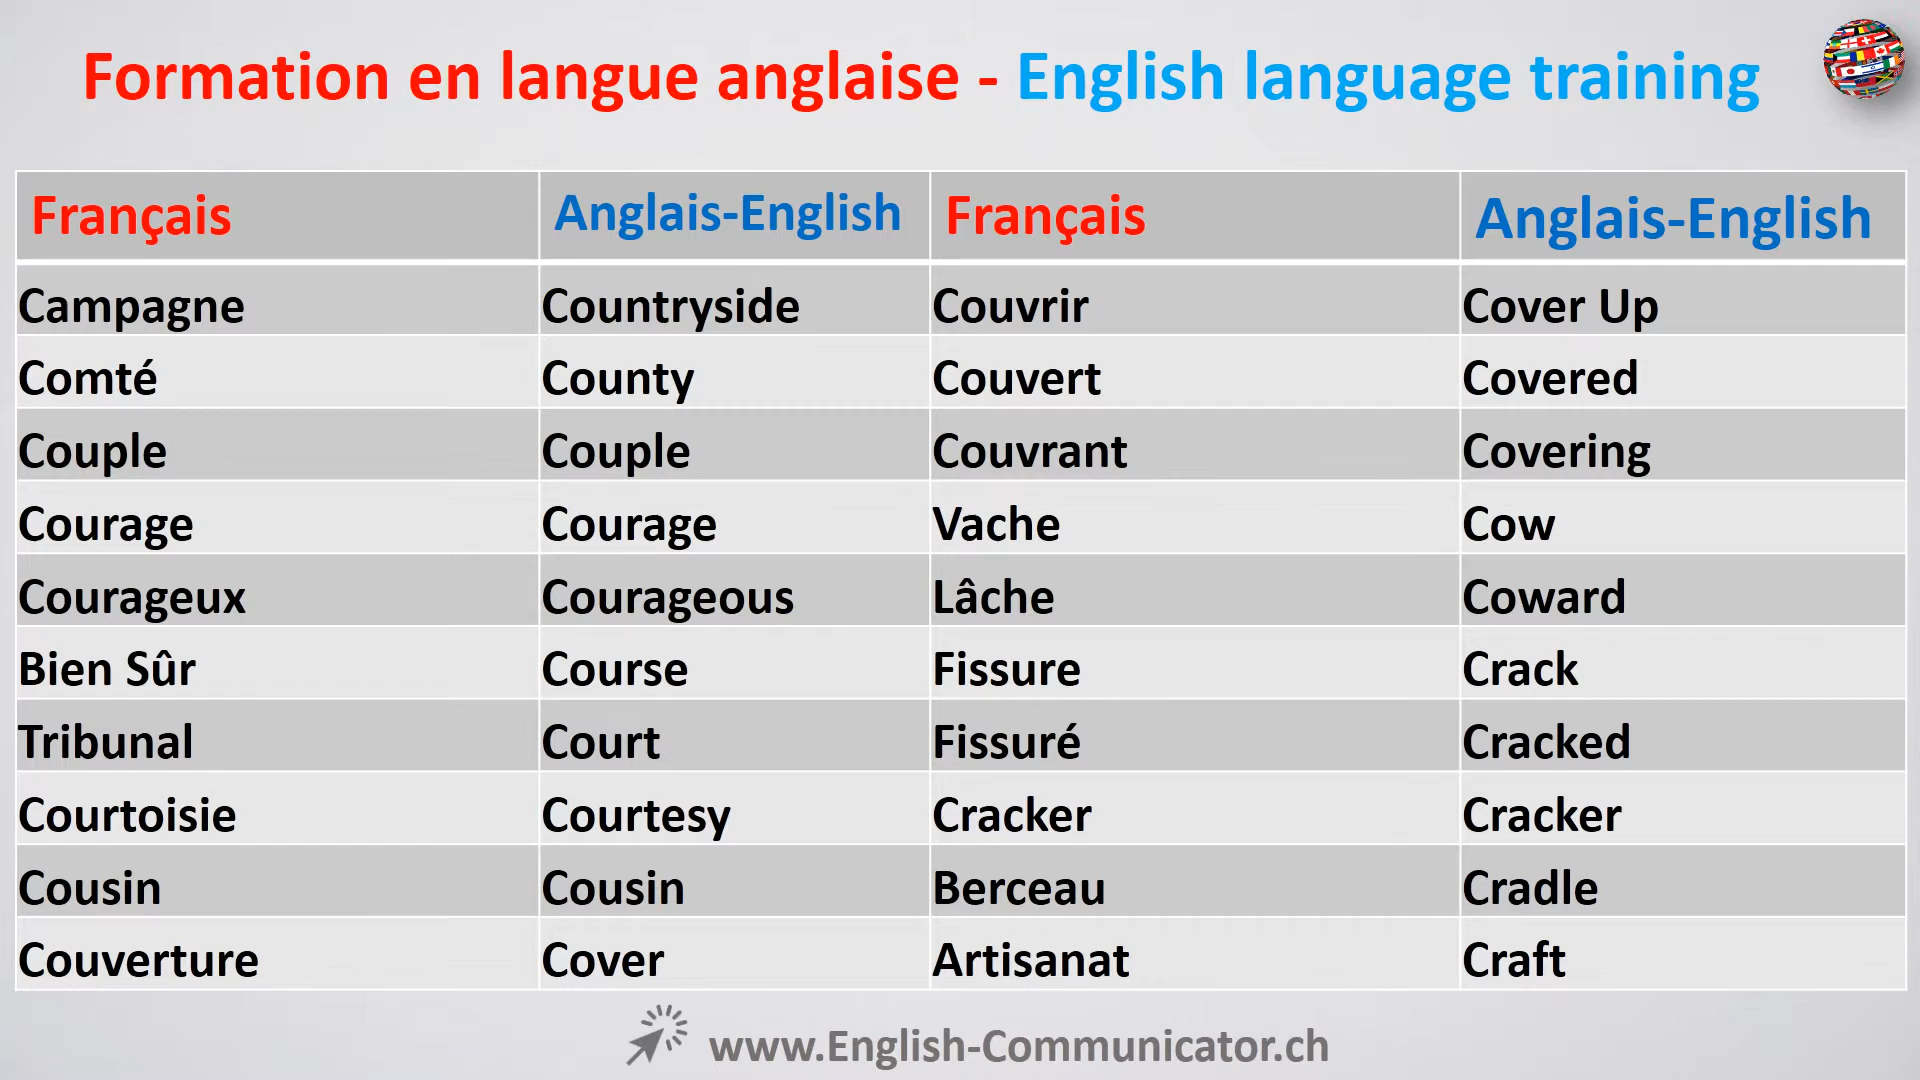 Formation en langue anglaise - English language training
Français Anglais-English Français Anglais-English
Campagne Countryside Couvrir Cover Up
Comté County Couvert Covered
Couple Couple Couvrant Covering
Courage Courage Vache Cow
Courageux Courageous Lâche Coward
Bien Sûr Course Fissure Crack
Tribunal Court Fissuré Cracked
Courtoisie Courtesy Cracker Cracker
Cousin Cousin Berceau Cradle
Couverture Cover Artisanat Craft
www.English-Communicator.ch